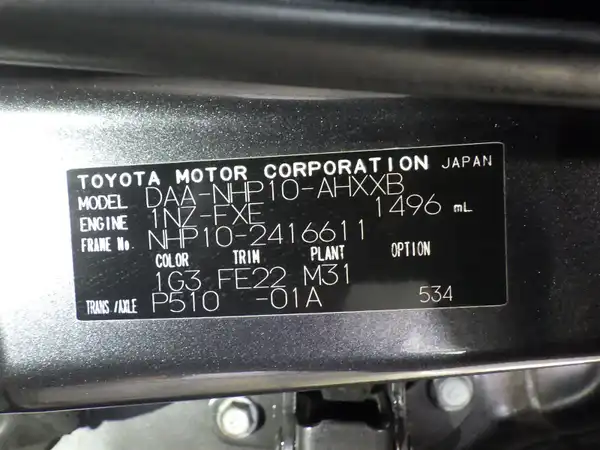 TOYOTA MOTOR CORPORATION JAPAN
MODEL DAA-NHP10-AHXXB
ENGINE 1NZ-FXE 1496 mL
FRAME No. NHP10-2416611
COLOR TRIM PLANT OPTION
1G3 FE22 M31
TRANS./AXLE P510 -01A 534